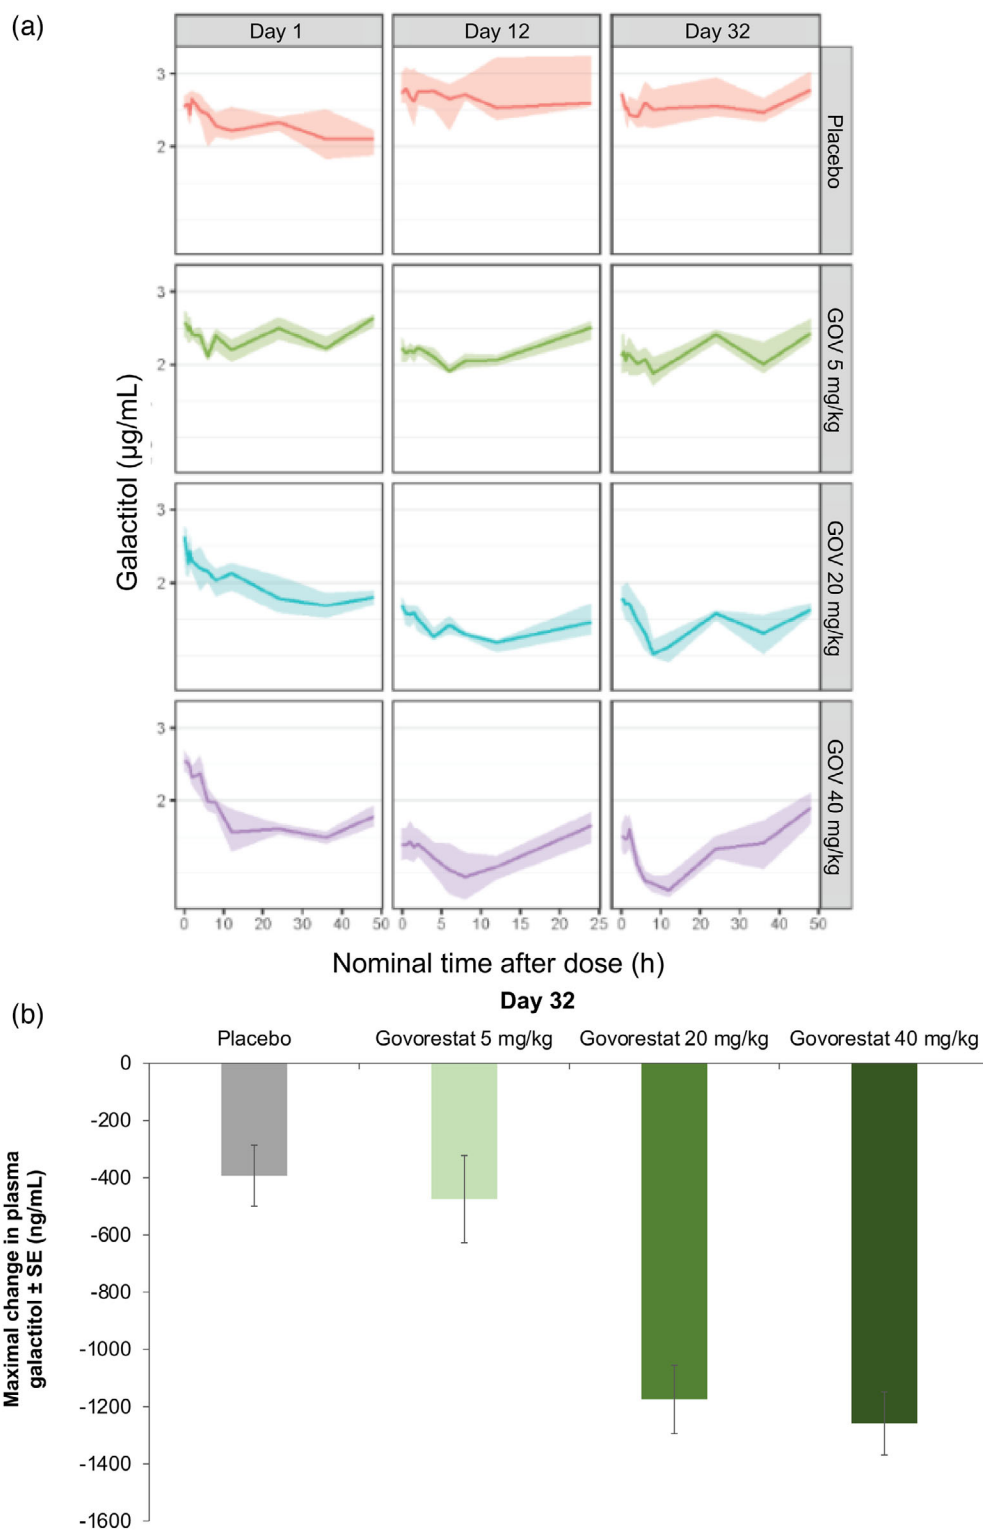 (a)
Day 1 Day 12 Day 32
3
2
Placebo
3
2
GOV 5 mg/kg
3
2
GOV 20 mg/kg
3
2
GOV 40 mg/kg
Galactitol (µg/mL)
0 10 20 30 40 50 0 5 10 15 20 25 0 10 20 30 40 50
Nominal time after dose (h)
(b)
Day 32
Placebo Govorestat 5 mg/kg Govorestat 20 mg/kg Govorestat 40 mg/kg
0
-200
-400
-600
-800
-1000
-1200
-1400
-1600
Maximal change in plasma
galactitol ± SE (ng/mL)